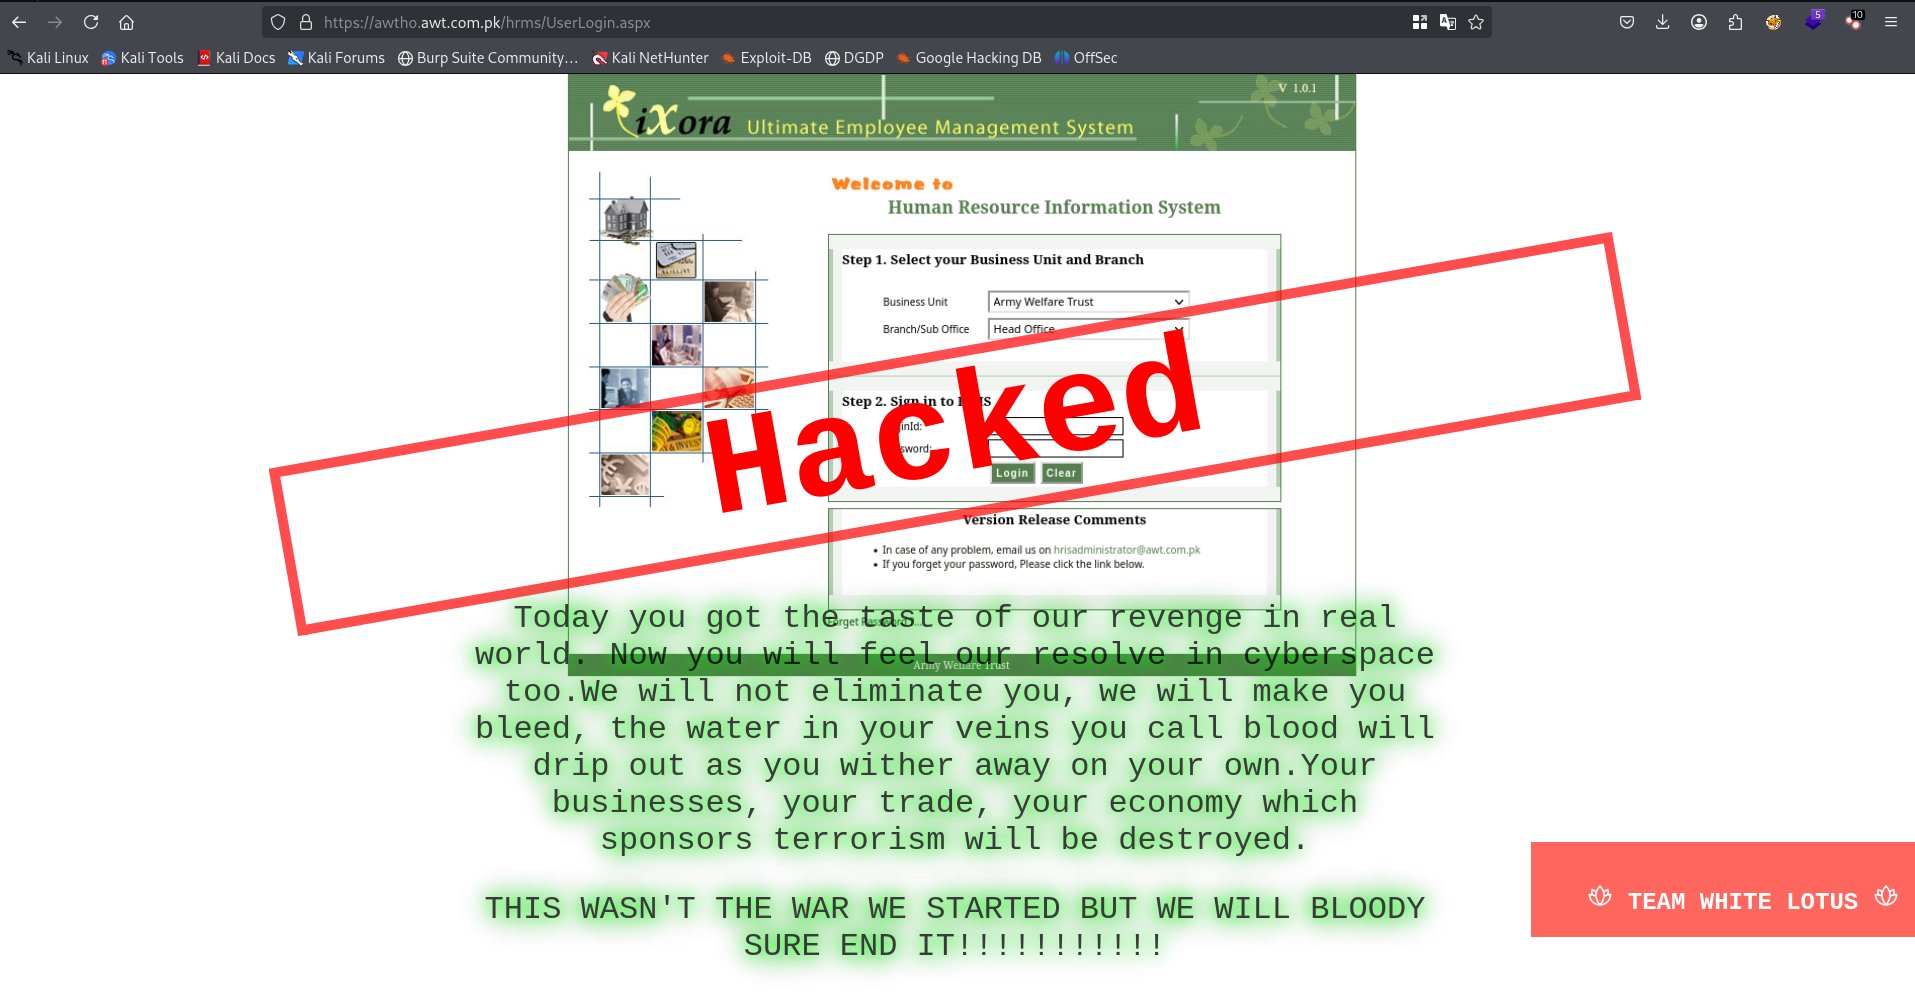 https://awtho.awt.com.pk/hrms/UserLogin.aspx
5
10
Kali Linux Kali Tools Kali Docs Kali Forums Burp Suite Community... Kali NetHunter Exploit-DB DGDP Google Hacking DB OffSec
V 1.0.1
iXora Ultimate Employee Management System
Welcome to
Human Resource Information System
Step 1. Select your Business Unit and Branch
Business Unit Army Welfare Trust
Branch/Sub Office Head Office
Hacked
Step 2. Sign in to
Login Clear
Version Release Comments
In case of any problem, email us on hrisadministrator@awt.com.pk
If you forget your password, Please click the link below.
Forget Password
Army Welfare Trust
Today you got the taste of our revenge in real
world. Now you will feel our resolve in cyberspace
too.We will not eliminate you, we will make you
bleed, the water in your veins you call blood will
drip out as you wither away on your own.Your
businesses, your trade, your economy which
sponsors terrorism will be destroyed.
THIS WASN'T THE WAR WE STARTED BUT WE WILL BLOODY
SURE END IT!!!!!!!!!!!
TEAM WHITE LOTUS